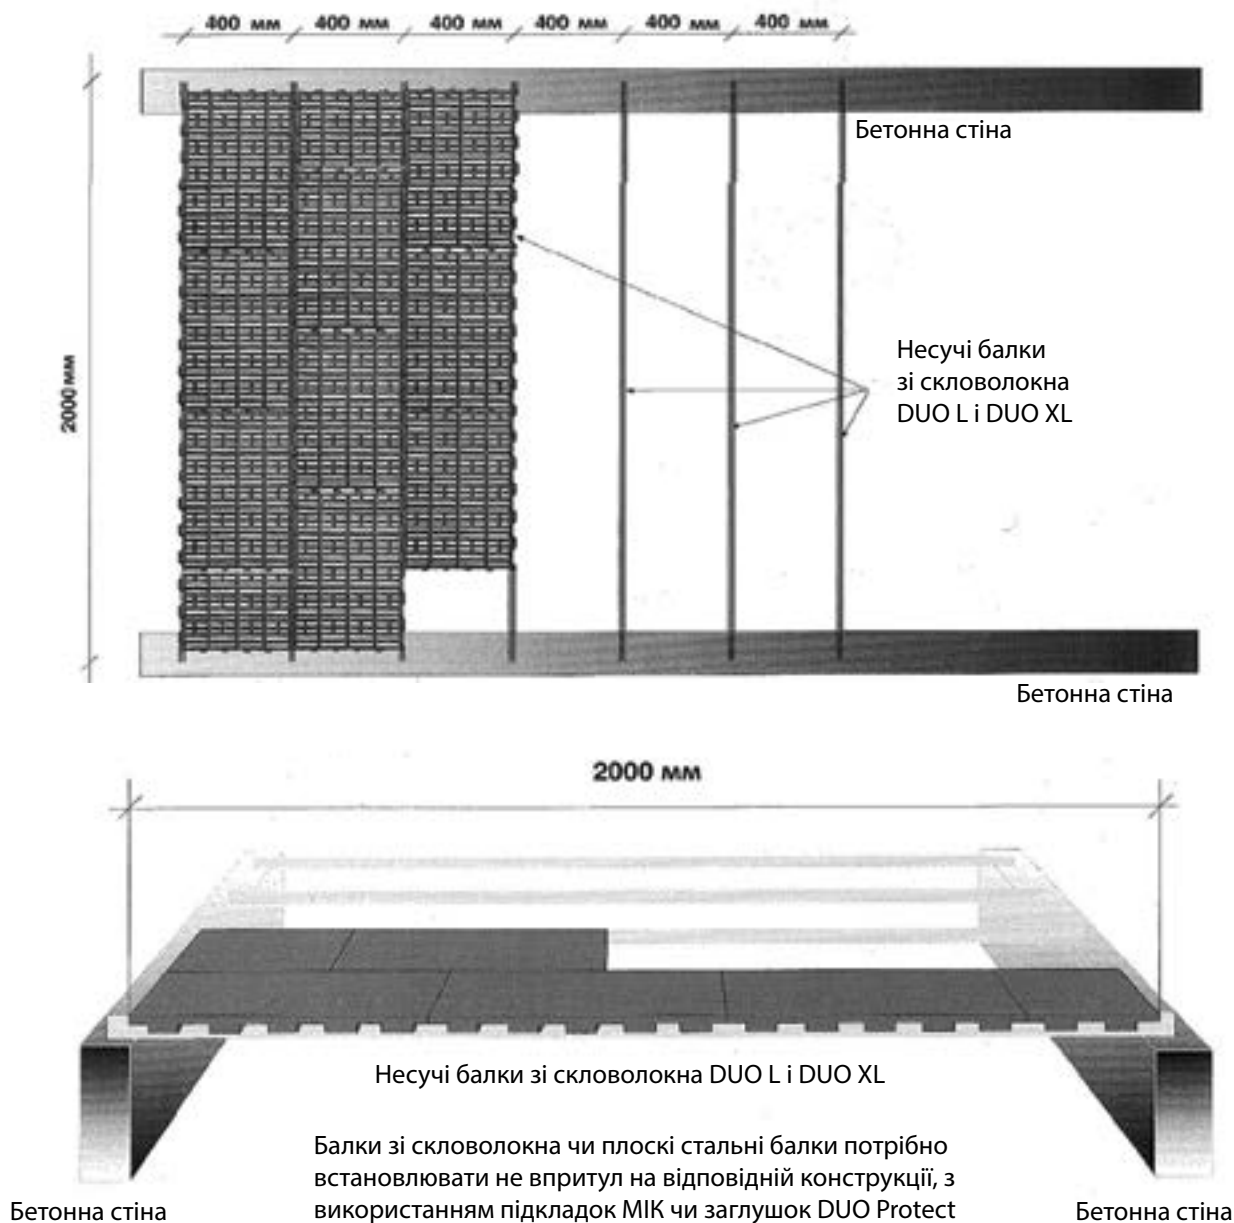 400 мм 400 мм 400 мм 400 мм 400 мм 400 мм
Бетонна стіна
2000 мм
Несучі балки
зі скловолокна
DUO L і DUO XL
Бетонна стіна
2000 мм
Несучі балки зі скловолокна DUO L і DUO XL
Балки зі скловолокна чи плоскі стальні балки потрібно
встановлювати не впритул на відповідній конструкції, з
використанням підкладок МІК чи заглушок DUO Protect
Бетонна стіна
Бетонна стіна